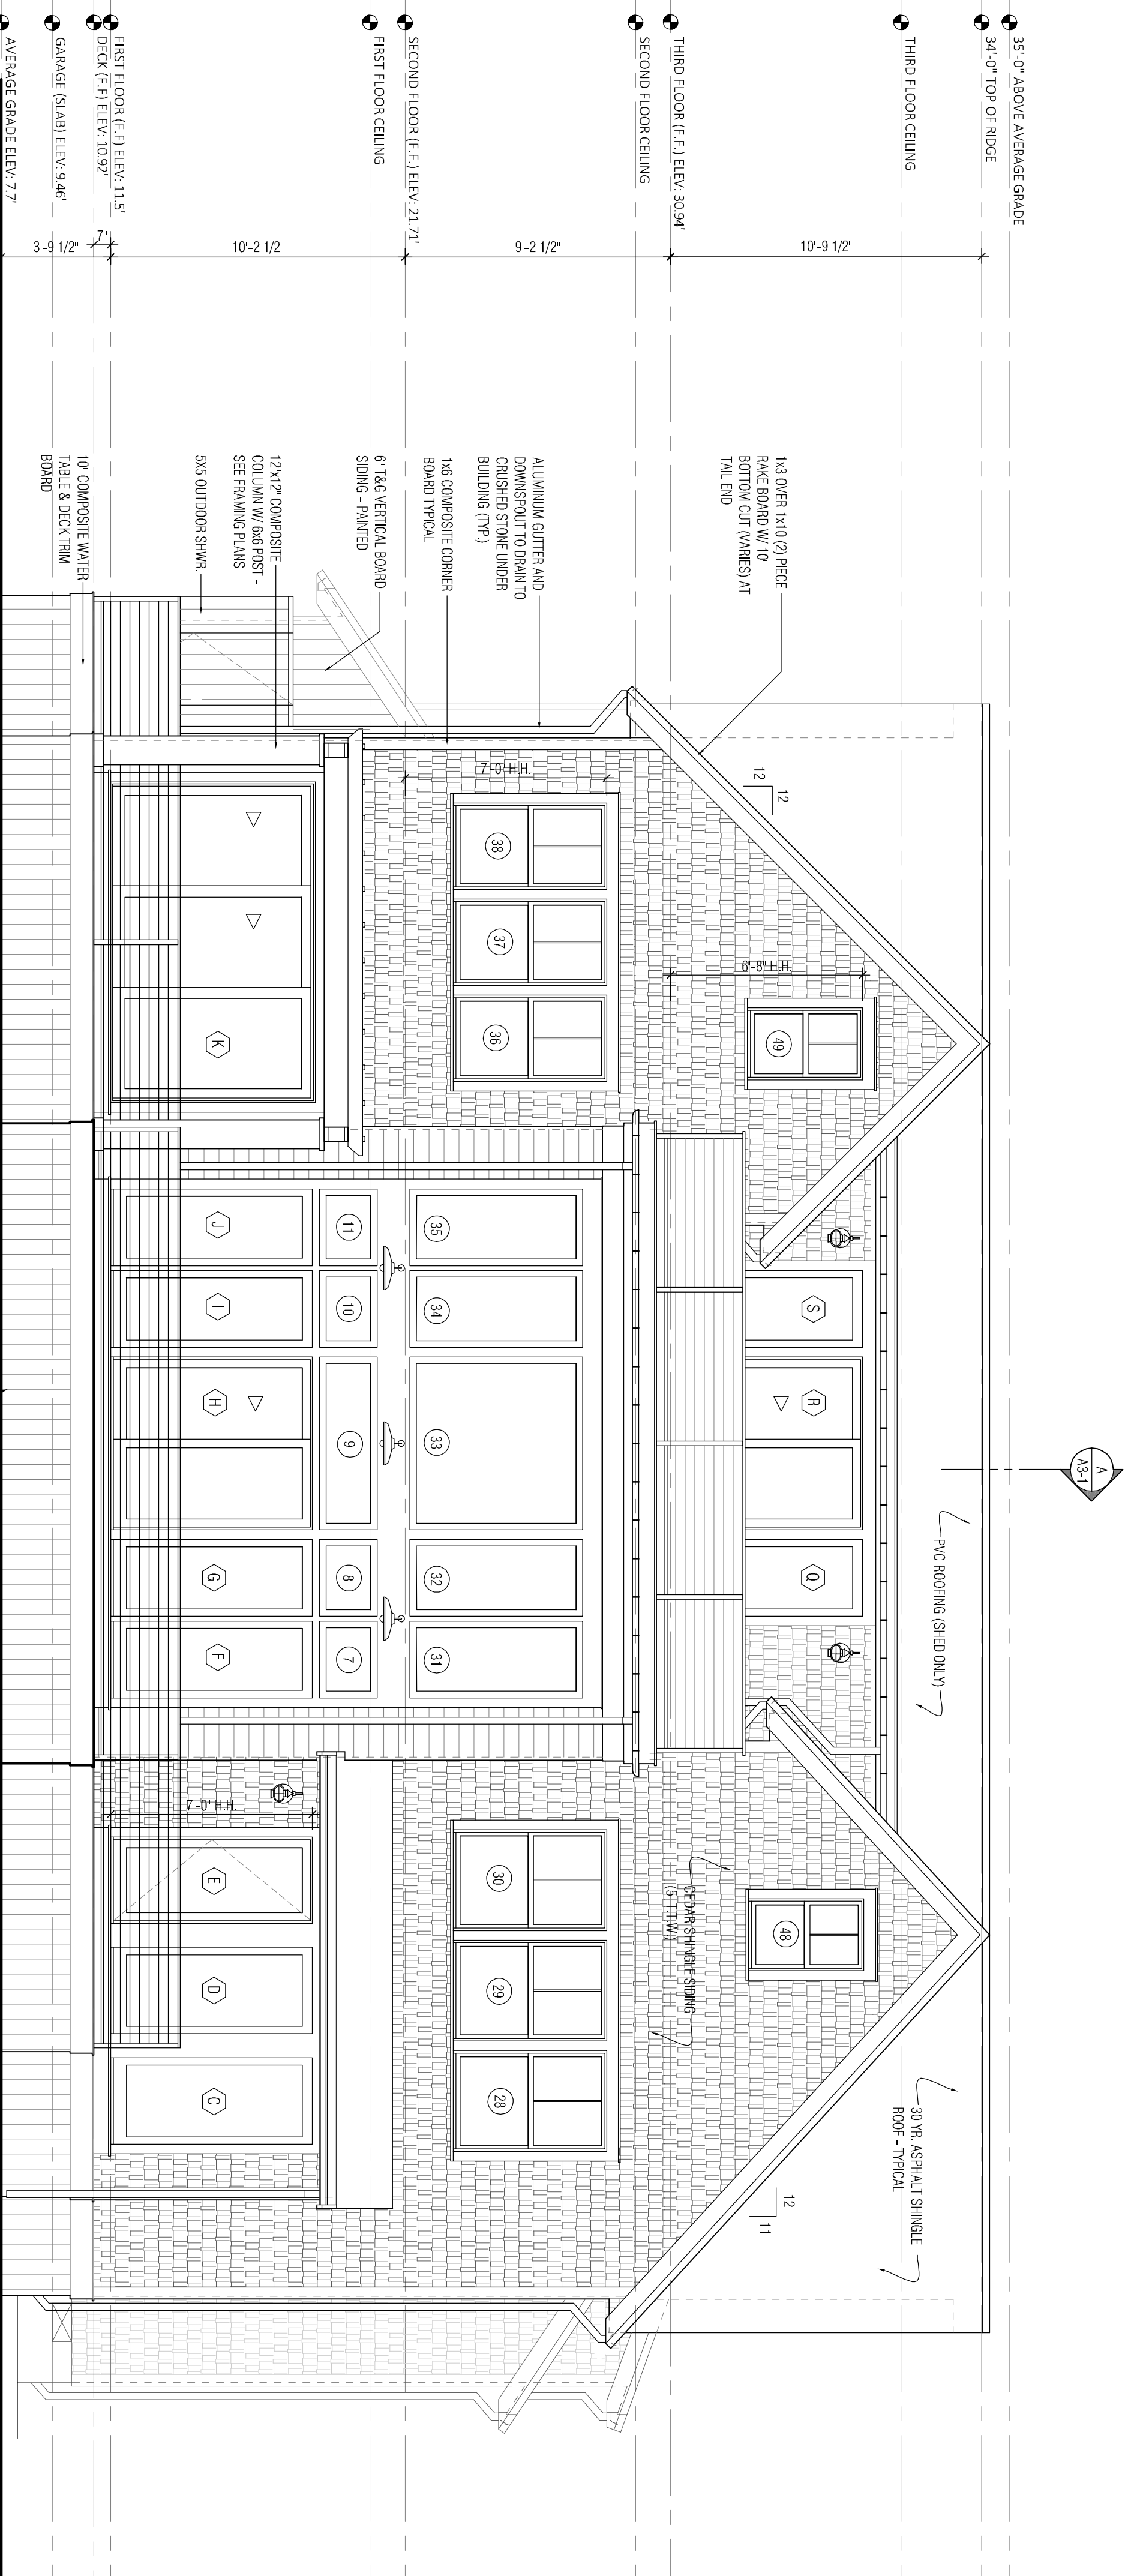 35'-0" ABOVE AVERAGE GRADE
34'-0" TOP OF RIDGE
THIRD FLOOR CEILING
THIRD FLOOR (F.F.) ELEV: 30.94'
SECOND FLOOR CEILING
SECOND FLOOR (F.F.) ELEV: 21.71'
FIRST FLOOR CEILING
FIRST FLOOR (F.F) ELEV: 11.5'
DECK (F.F) ELEV: 10.92'
GARAGE (SLAB) ELEV: 9.46'
AVERAGE GRADE ELEV: 7.7'
10'-9 1/2"
9'-2 1/2"
10'-2 1/2"
7"
3'-9 1/2"
1x3 OVER 1x10 (2) PIECE
RAKE BOARD W/ 10"
BOTTOM CUT (VARIES) AT
TAIL END
ALUMINUM GUTTER AND
DOWNSPOUT TO DRAIN TO
CRUSHED STONE UNDER
BUILDING (TYP.)
1x6 COMPOSITE CORNER
BOARD TYPICAL
6" T&G VERTICAL BOARD
SIDING - PAINTED
12"x12" COMPOSITE
COLUMN W/ 6x6 POST -
SEE FRAMING PLANS
5X5 OUTDOOR SHWR.
10" COMPOSITE WATER
TABLE & DECK TRIM
BOARD
12
12
6'-8" H.H.
49
7'-0" H.H.
38
37
36
K
A
A3-1
PVC ROOFING (SHED ONLY)
S
R
Q
35
34
33
32
31
11
10
9
8
7
J
I
H
G
F
30 YR. ASPHALT SHINGLE
ROOF - TYPICAL
12
11
48
CEDAR SHINGLE SIDING
(5" T.T.W.)
30
29
28
7'-0" H.H.
E
D
C